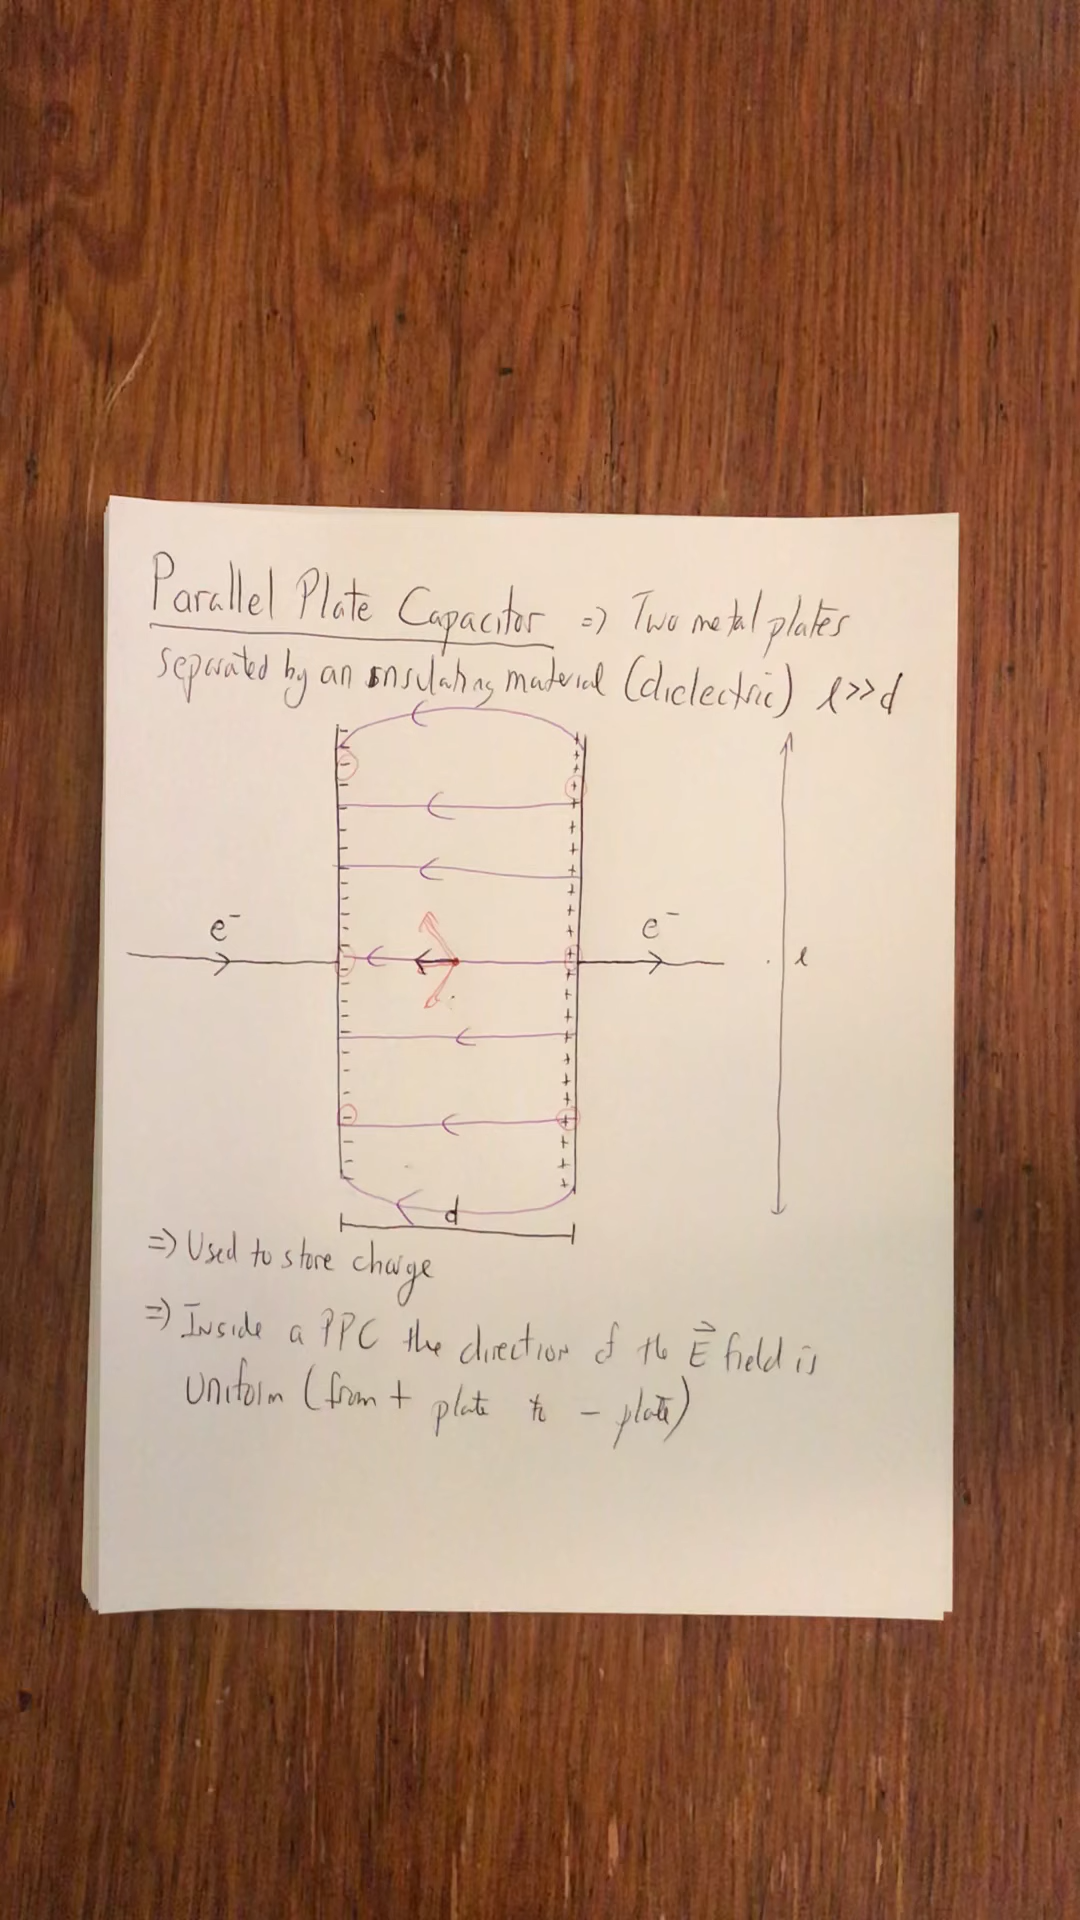 Parallel Plate Capacitor => Two metal plates
separated by an insulating material (dielectric) l>>d
e⁻
e⁻
l
d
=> Used to store charge
=> Inside a PPC the direction of the E⃗ field is
uniform (from + plate to - plate)